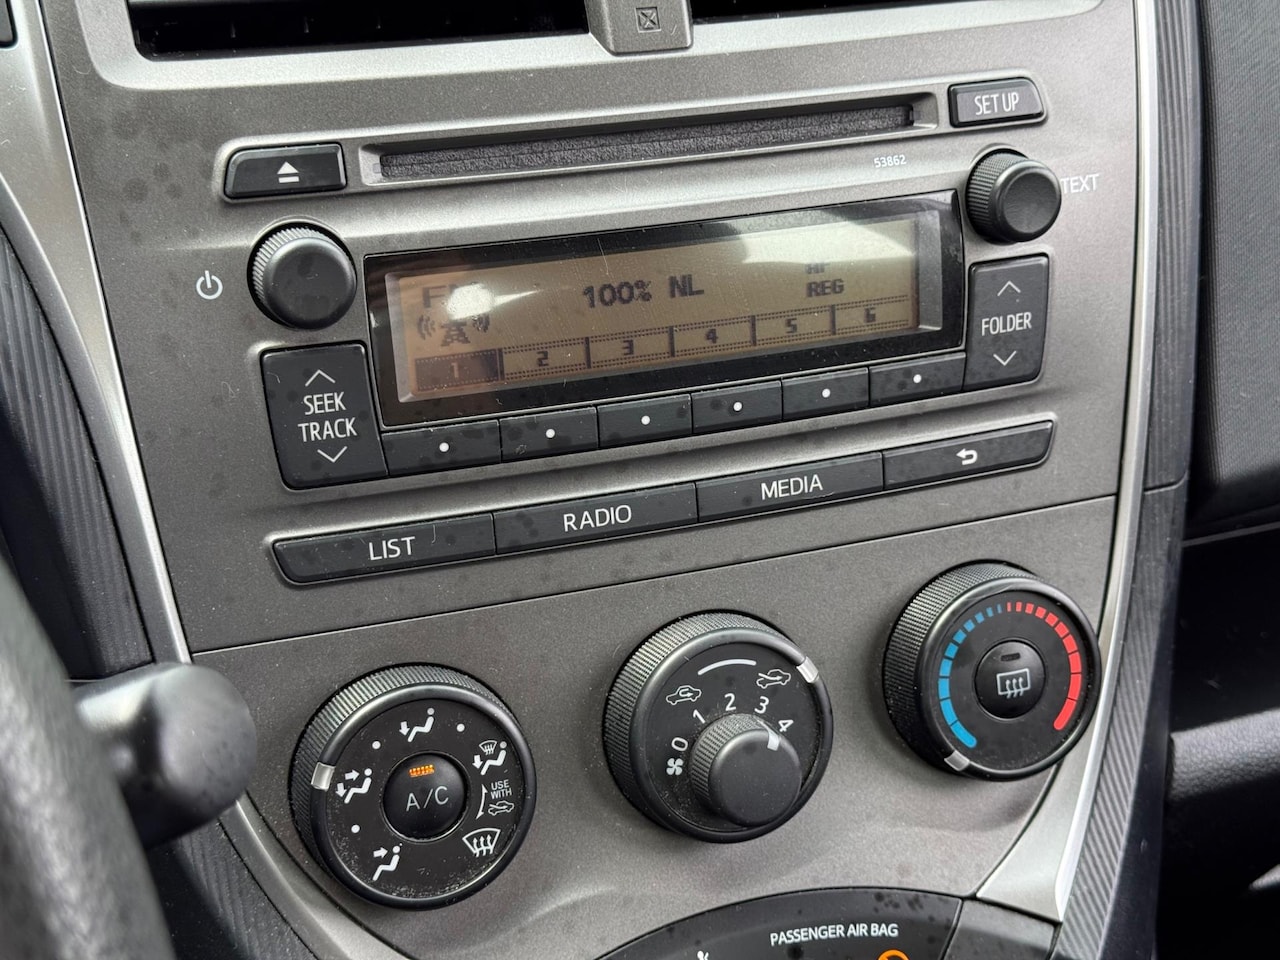 SET UP
53862
TEXT
100% NL
REG
1 2 3 4 5 6
FOLDER
SEEK
TRACK
LIST
RADIO
MEDIA
A/C
USE
WITH
0 1 2 3 4
PASSENGER AIR BAG